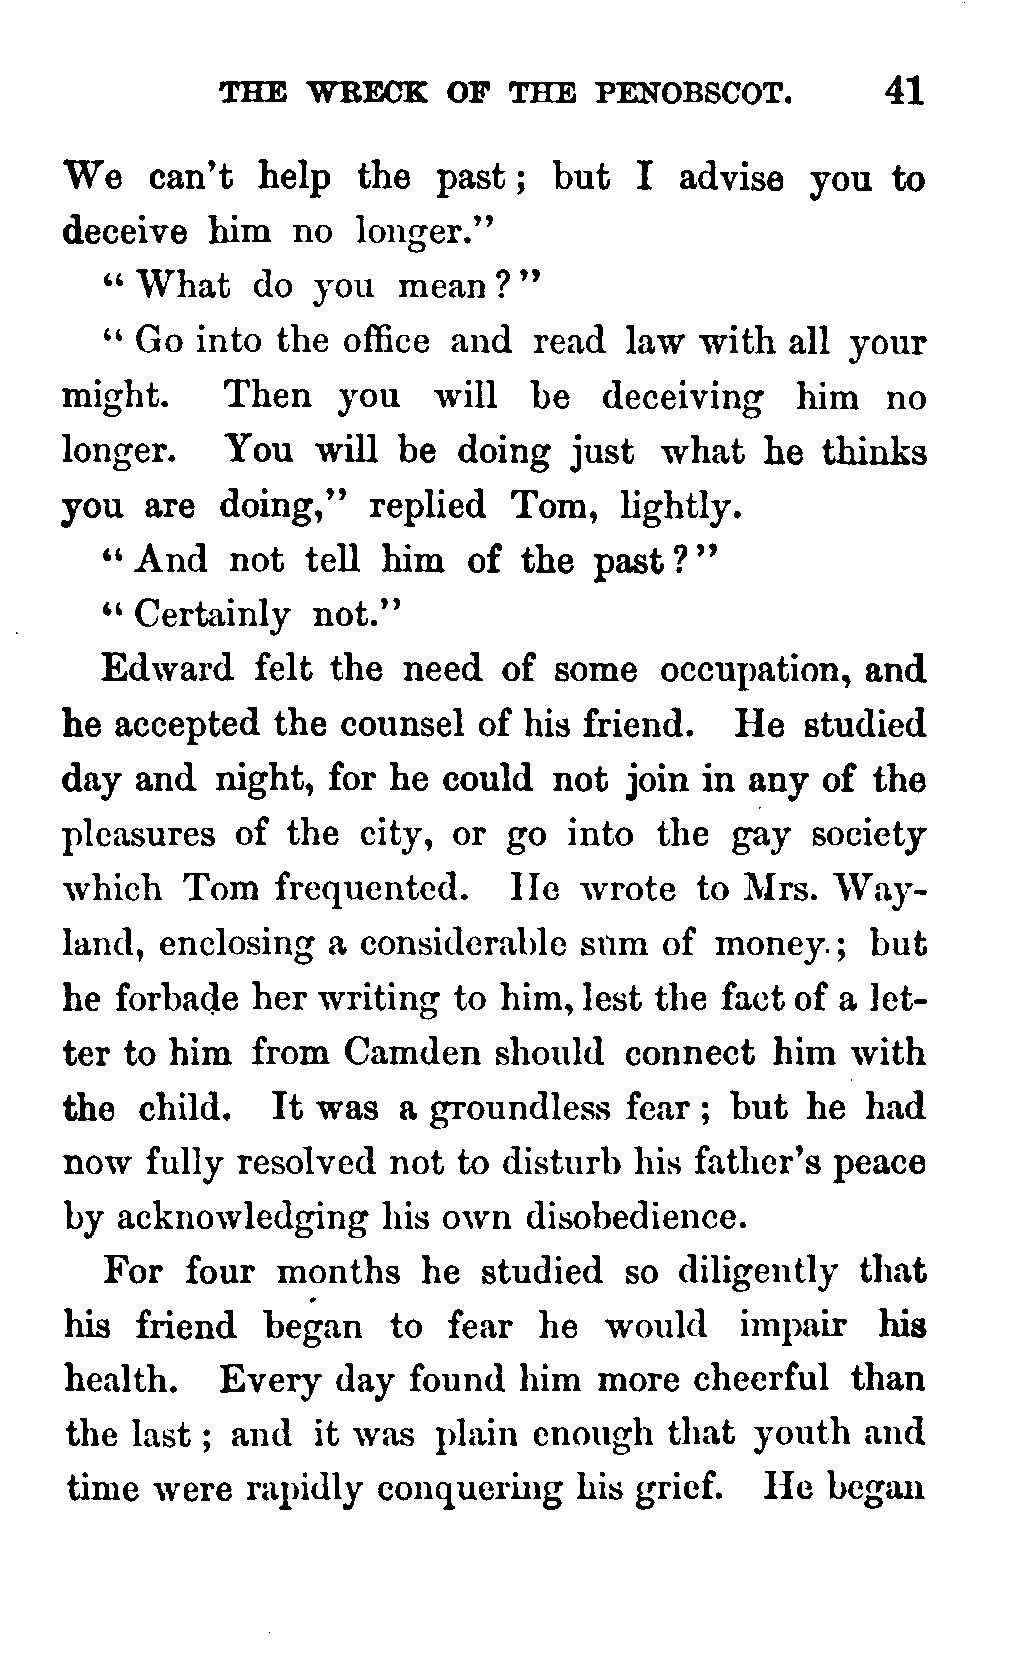 THE WRECK OF THE PENOBSCOT. 41
We can't help the past; but I advise you to
deceive him no longer."
"What do you mean?"
"Go into the office and read law with all your
might. Then you will be deceiving him no
longer. You will be doing just what he thinks
you are doing," replied Tom, lightly.
"And not tell him of the past?"
"Certainly not."
Edward felt the need of some occupation, and
he accepted the counsel of his friend. He studied
day and night, for he could not join in any of the
pleasures of the city, or go into the gay society
which Tom frequented. He wrote to Mrs. Way-
land, enclosing a considerable sum of money; but
he forbade her writing to him, lest the fact of a let-
ter to him from Camden should connect him with
the child. It was a groundless fear; but he had
now fully resolved not to disturb his father's peace
by acknowledging his own disobedience.
For four months he studied so diligently that
his friend began to fear he would impair his
health. Every day found him more cheerful than
the last; and it was plain enough that youth and
time were rapidly conquering his grief. He began